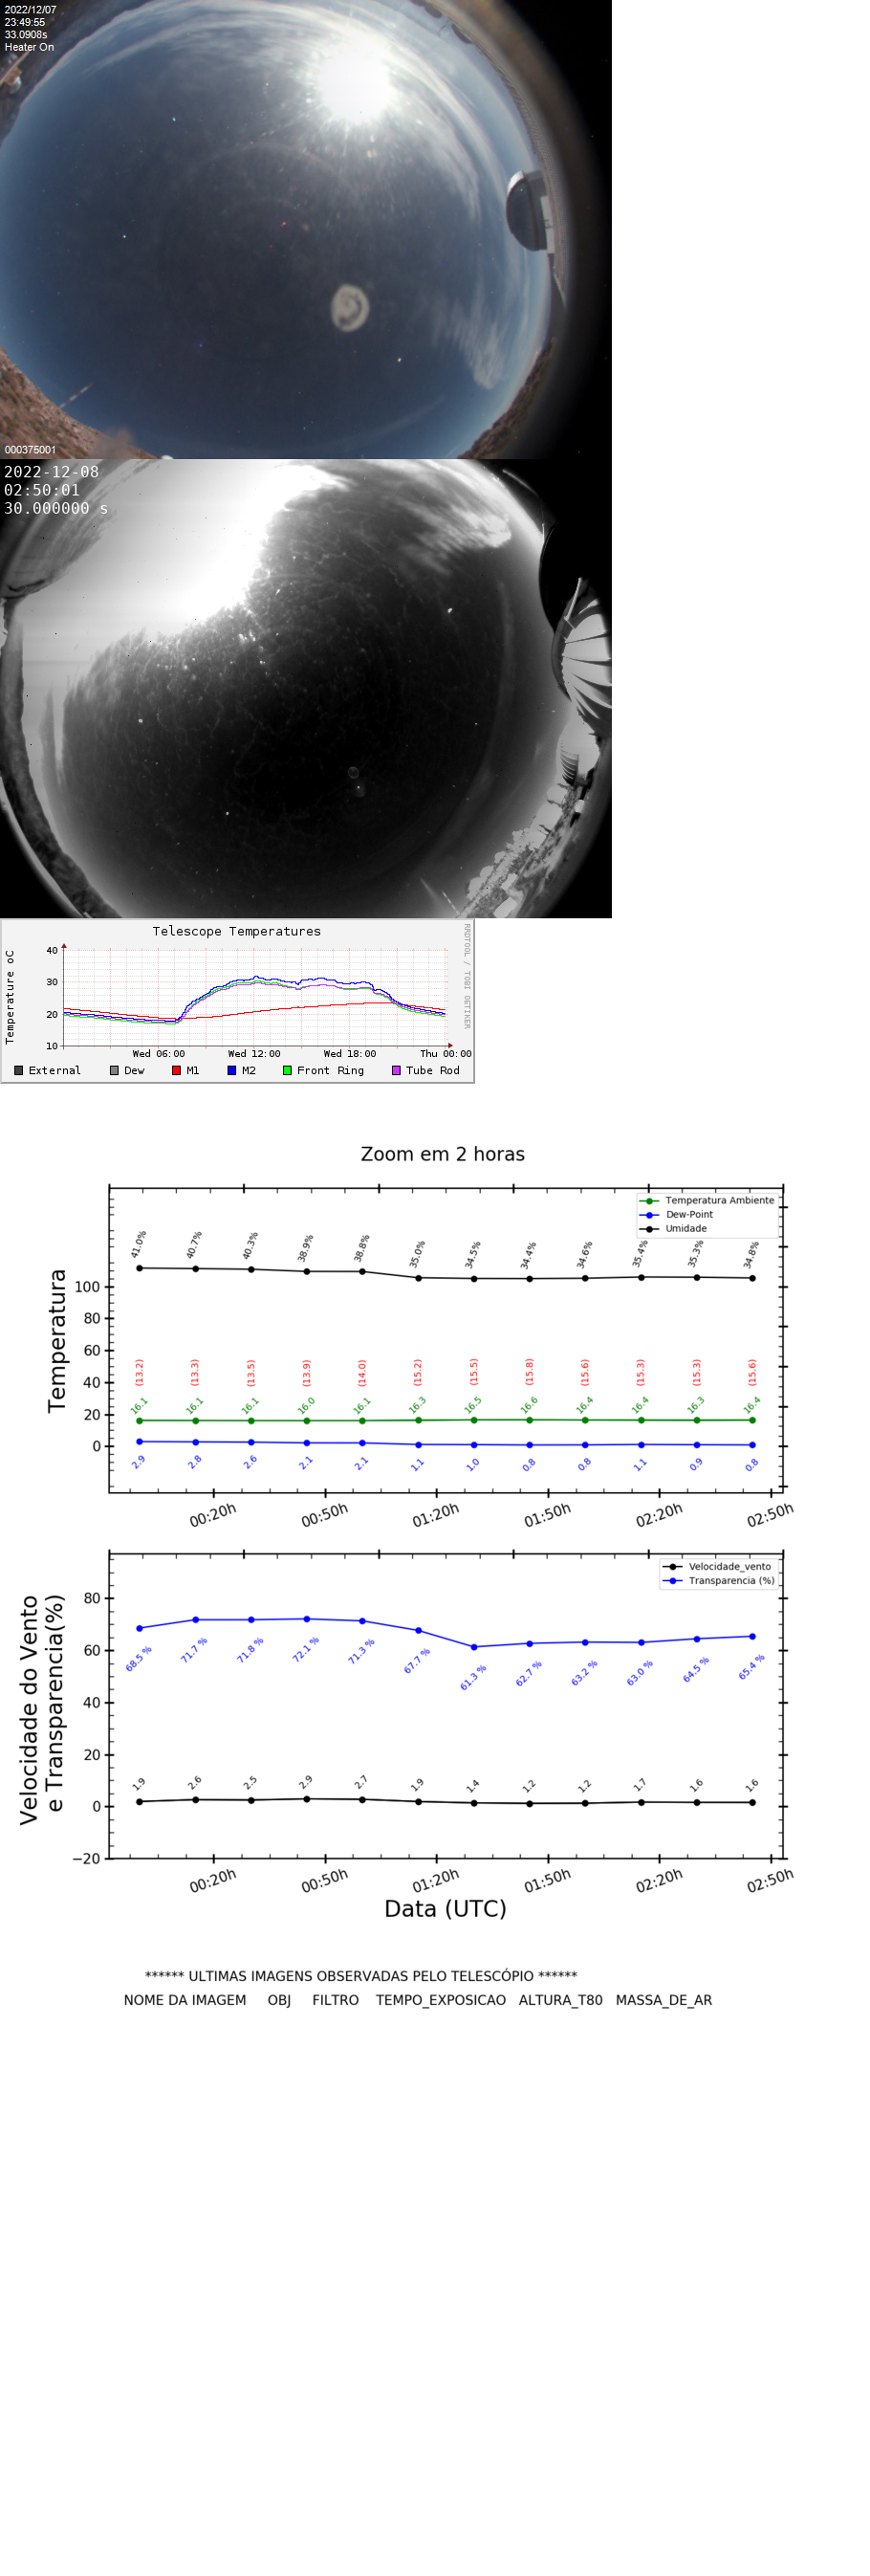 2022/12/07
23:49:55
33.0908s
Heater On
000375001
2022-12-08
02:50:01
30.000000 s
Telescope Temperatures
RRDTOOL / TOBI OETIKER
Temperature oC
40
30
20
10
Wed 06:00 Wed 12:00 Wed 18:00 Thu 00:00
External Dew M1 M2 Front Ring Tube Rod
Zoom em 2 horas
Temperatura Ambiente
Dew-Point
Umidade
41.0% 40.7% 40.3% 38.9% 38.8% 35.0% 34.5% 34.4% 34.6% 35.4% 35.3% 34.8%
Temperatura
100
80
60
40
20
0
(13.2) (13.3) (13.5) (13.9) (14.0) (15.2) (15.5) (15.8) (15.6) (15.3) (15.3) (15.6)
16.1 16.1 16.1 16.0 16.1 16.3 16.5 16.6 16.4 16.4 16.3 16.4
2.9 2.8 2.6 2.1 2.1 1.1 1.0 0.8 0.8 1.1 0.9 0.8
00:20h 00:50h 01:20h 01:50h 02:20h 02:50h
Velocidade_vento
Transparencia (%)
Velocidade do Vento
e Transparencia(%)
80
60
40
20
0
−20
68.5 % 71.7 % 71.8 % 72.1 % 71.3 % 67.7 % 61.3 % 62.7 % 63.2 % 63.0 % 64.5 % 65.4 %
1.9 2.6 2.5 2.9 2.7 1.9 1.4 1.2 1.2 1.7 1.6 1.6
00:20h 00:50h 01:20h 01:50h 02:20h 02:50h
Data (UTC)
****** ULTIMAS IMAGENS OBSERVADAS PELO TELESCÓPIO ******
NOME DA IMAGEM OBJ FILTRO TEMPO_EXPOSICAO ALTURA_T80 MASSA_DE_AR